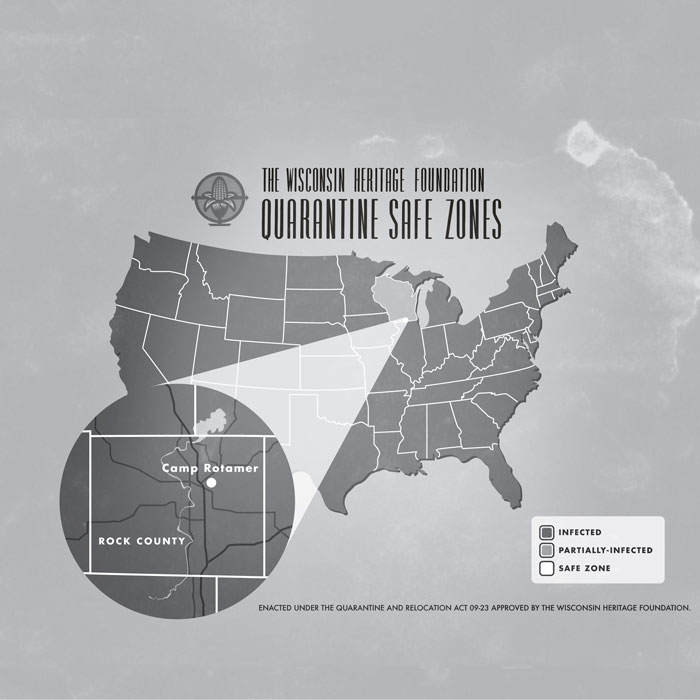 THE WISCONSIN HERITAGE FOUNDATION
QUARANTINE SAFE ZONES
Camp Rotamer
ROCK COUNTY
INFECTED
PARTIALLY-INFECTED
SAFE ZONE
ENACTED UNDER THE QUARANTINE AND RELOCATION ACT 09-23 APPROVED BY THE WISCONSIN HERITAGE FOUNDATION.